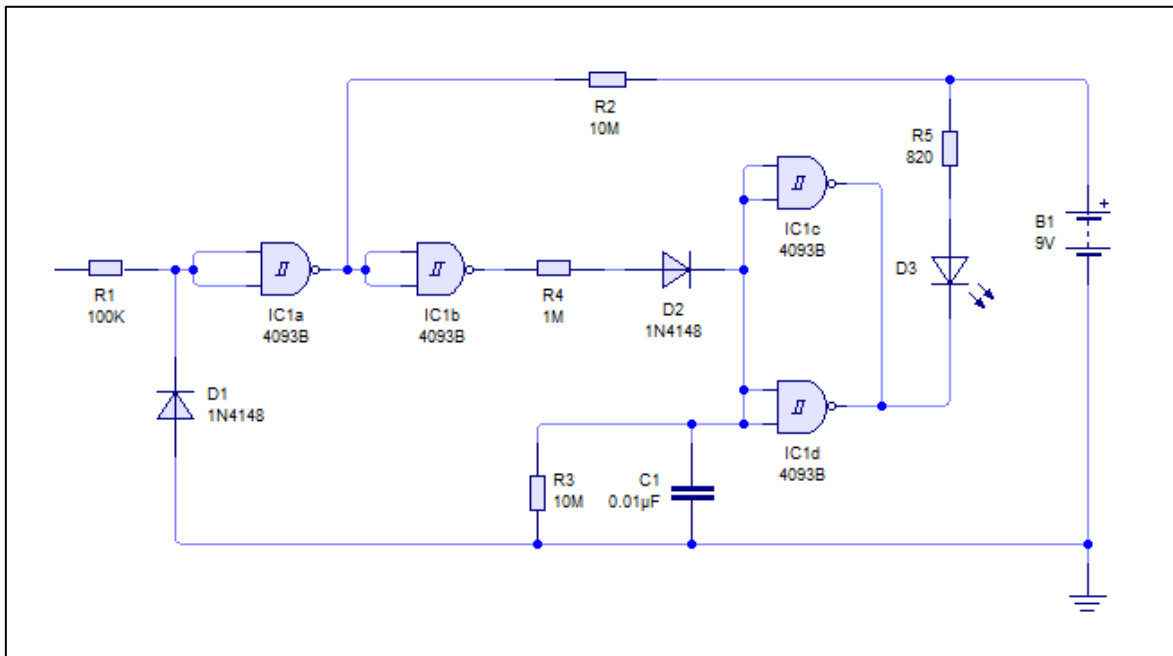 R2
10M
R5
820
IC1c
4093B
B1
9V
+
R1
100K
IC1a
4093B
IC1b
4093B
R4
1M
D2
1N4148
D3
D1
1N4148
IC1d
4093B
R3
10M
C1
0.01µF